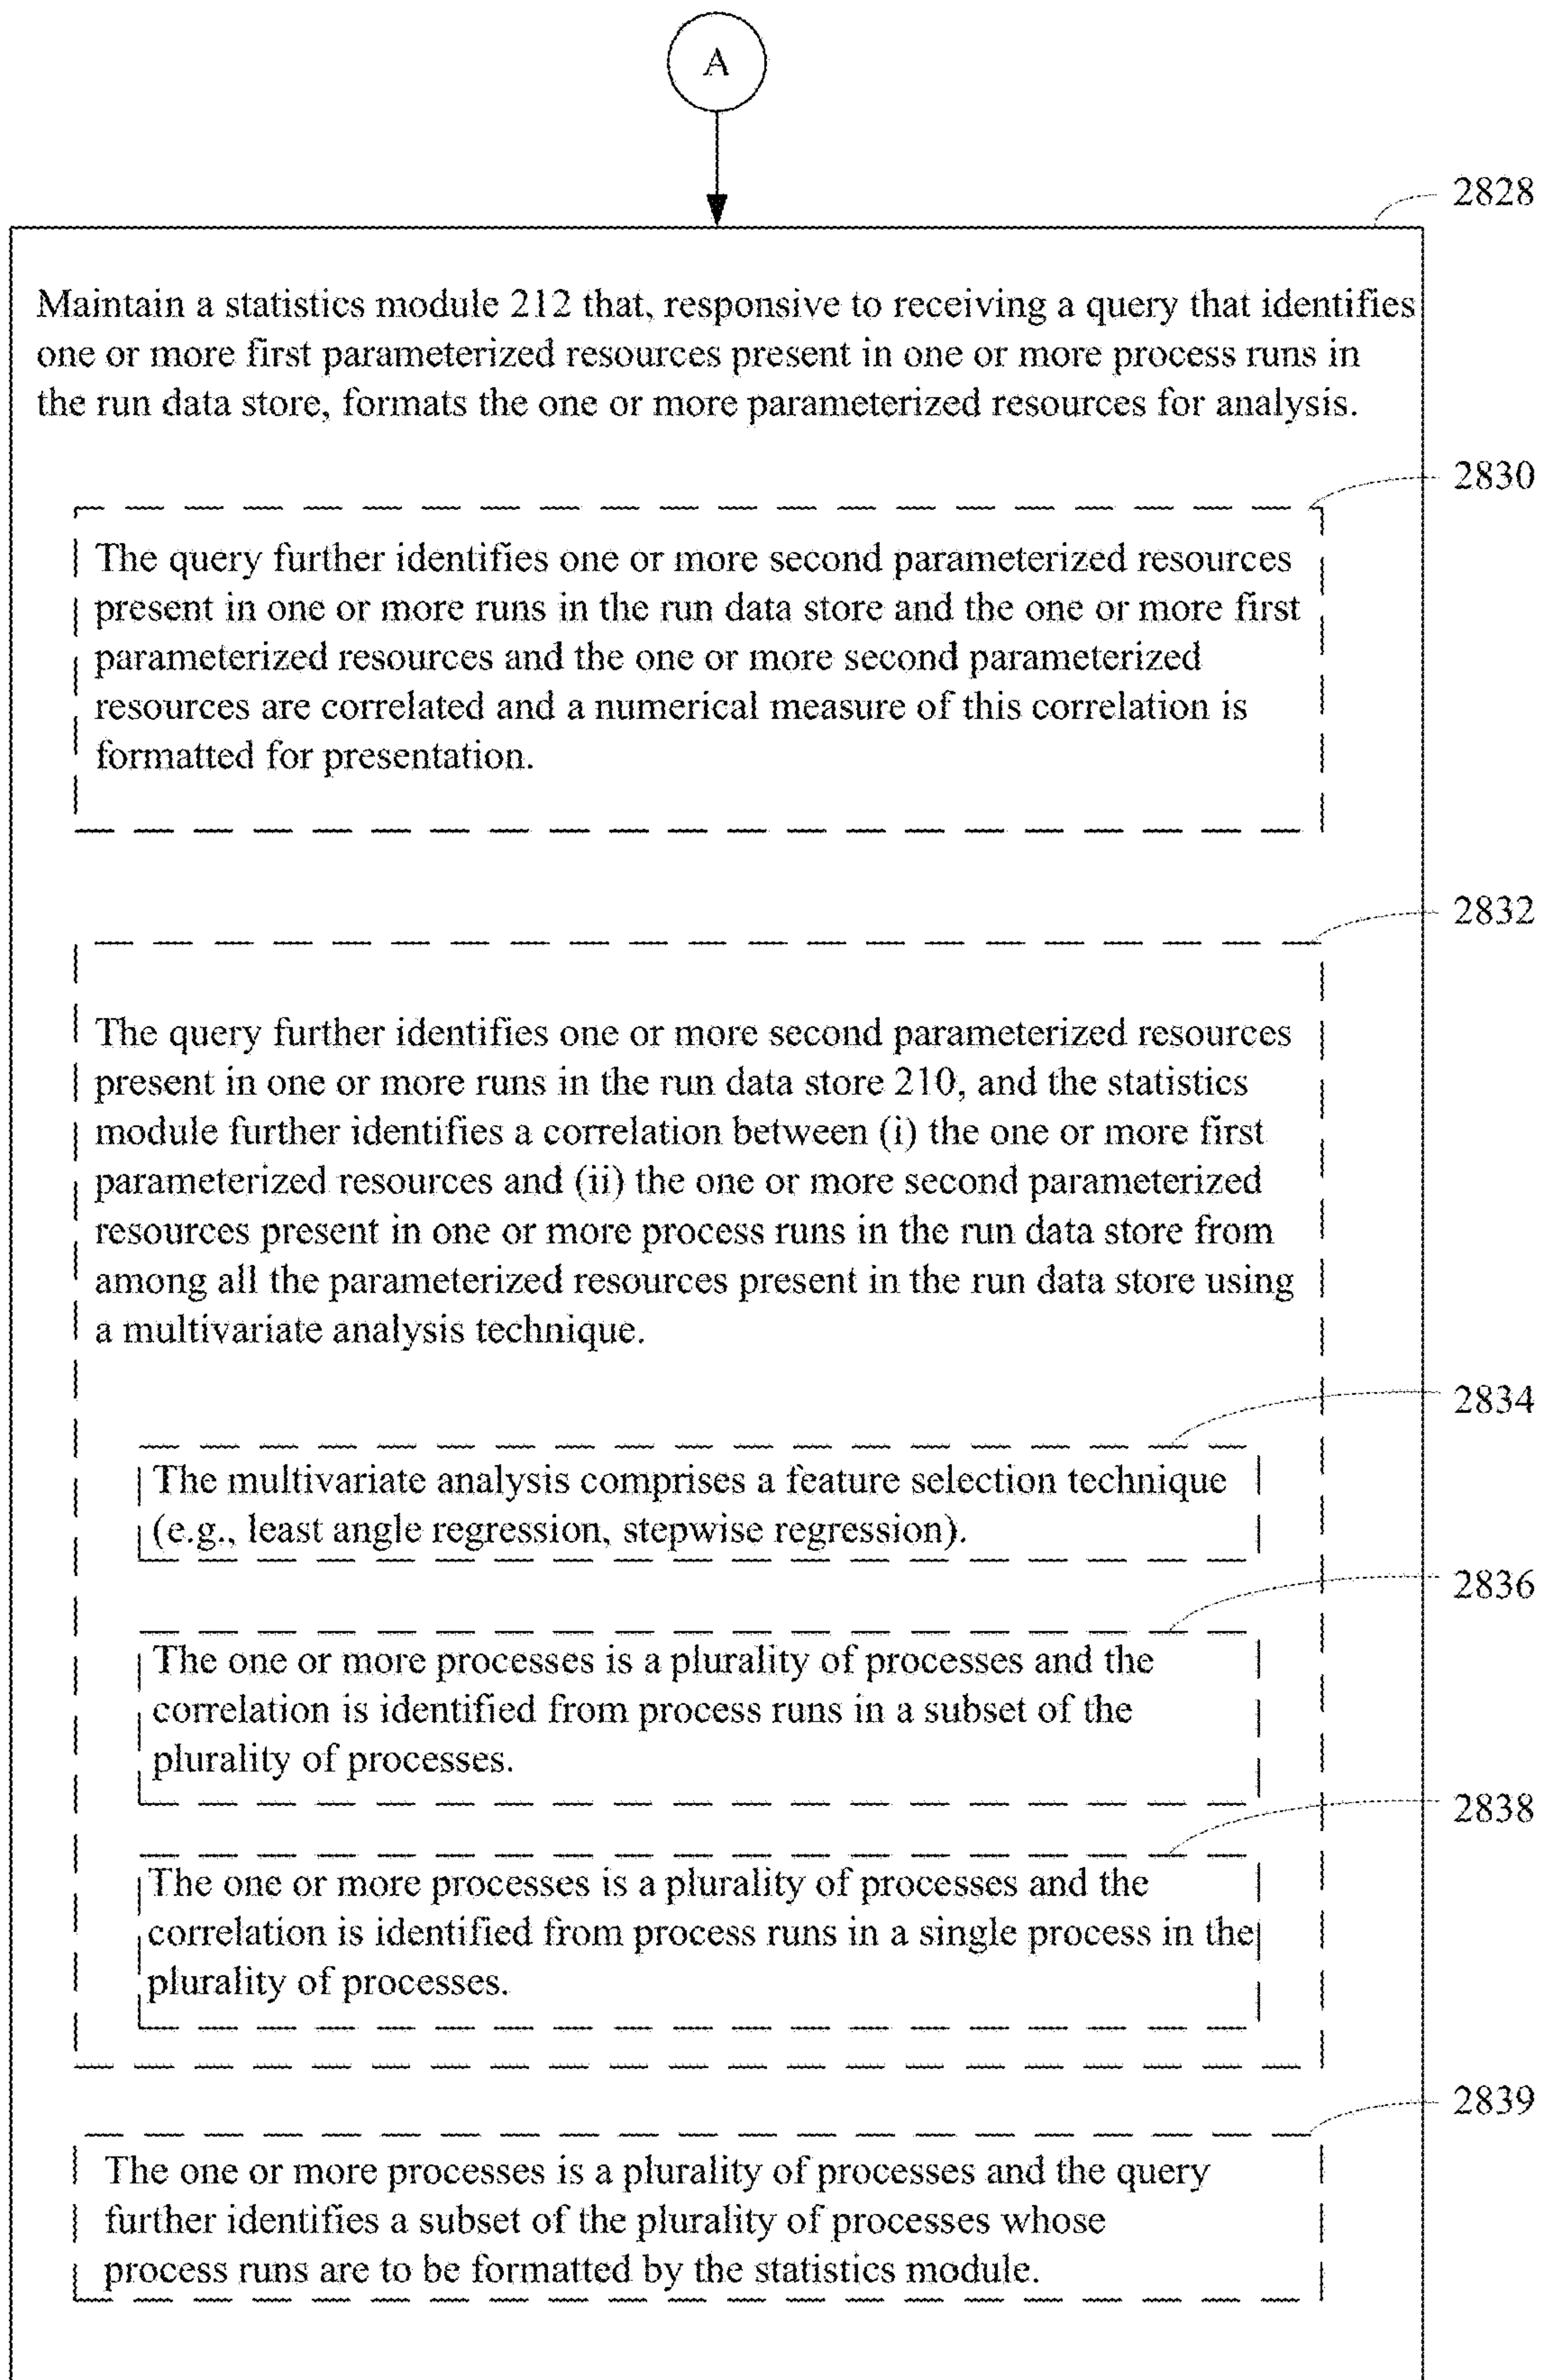 A
2828
Maintain a statistics module 212 that, responsive to receiving a query that identifies
one or more first parameterized resources present in one or more process runs in
the run data store, formats the one or more parameterized resources for analysis.
2830
The query further identifies one or more second parameterized resources
present in one or more runs in the run data store and the one or more first
parameterized resources and the one or more second parameterized
resources are correlated and a numerical measure of this correlation is
formatted for presentation.
2832
The query further identifies one or more second parameterized resources
present in one or more runs in the run data store 210, and the statistics
module further identifies a correlation between (i) the one or more first
parameterized resources and (ii) the one or more second parameterized
resources present in one or more process runs in the run data store from
among all the parameterized resources present in the run data store using
a multivariate analysis technique.
2834
The multivariate analysis comprises a feature selection technique
(e.g., least angle regression, stepwise regression).
2836
The one or more processes is a plurality of processes and the
correlation is identified from process runs in a subset of the
plurality of processes.
2838
The one or more processes is a plurality of processes and the
correlation is identified from process runs in a single process in the
plurality of processes.
2839
The one or more processes is a plurality of processes and the query
further identifies a subset of the plurality of processes whose
process runs are to be formatted by the statistics module.